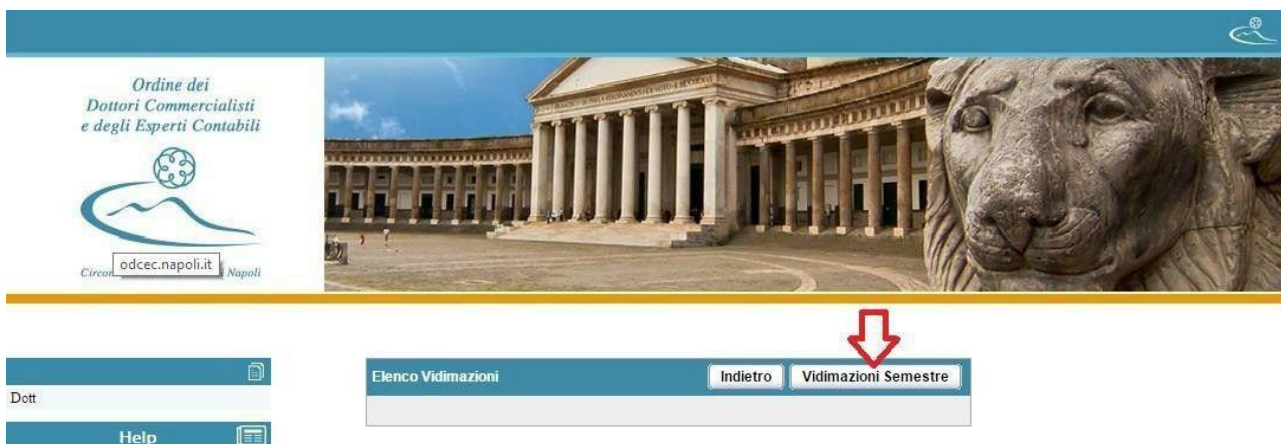 Ordine dei
Dottori Commercialisti
e degli Esperti Contabili
odcec.napoli.it
Napoli
Elenco Vidimazioni
Indietro
Vidimazioni Semestre
Dott
Help